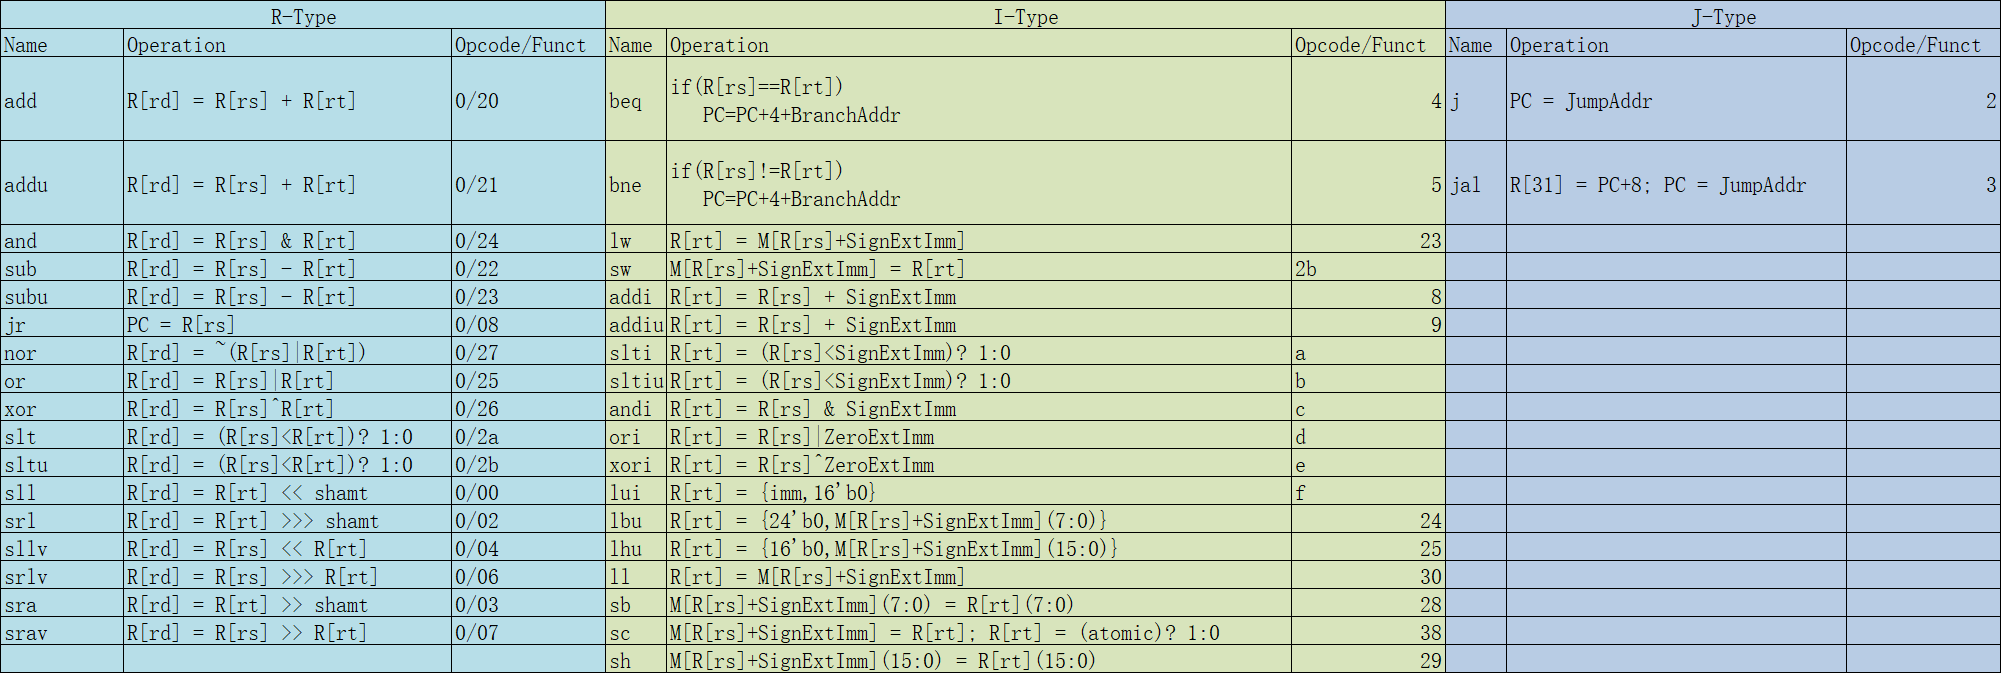 R-Type I-Type J-Type
Name Operation Opcode/Funct Name Operation Opcode/Funct Name Operation Opcode/Funct
add R[rd] = R[rs] + R[rt] 0/20 beq if(R[rs]==R[rt]) 4 j PC = JumpAddr 2
PC=PC+4+BranchAddr
addu R[rd] = R[rs] + R[rt] 0/21 bne if(R[rs]!=R[rt]) 5 jal R[31] = PC+8; PC = JumpAddr 3
PC=PC+4+BranchAddr
and R[rd] = R[rs] & R[rt] 0/24 lw R[rt] = M[R[rs]+SignExtImm] 23
sub R[rd] = R[rs] - R[rt] 0/22 sw M[R[rs]+SignExtImm] = R[rt] 2b
subu R[rd] = R[rs] - R[rt] 0/23 addi R[rt] = R[rs] + SignExtImm 8
jr PC = R[rs] 0/08 addiu R[rt] = R[rs] + SignExtImm 9
nor R[rd] = ~(R[rs]|R[rt]) 0/27 slti R[rt] = (R[rs]<SignExtImm)? 1:0 a
or R[rd] = R[rs]|R[rt] 0/25 sltiu R[rt] = (R[rs]<SignExtImm)? 1:0 b
xor R[rd] = R[rs]^R[rt] 0/26 andi R[rt] = R[rs] & SignExtImm c
slt R[rd] = (R[rs]<R[rt])? 1:0 0/2a ori R[rt] = R[rs]|ZeroExtImm d
sltu R[rd] = (R[rs]<R[rt])? 1:0 0/2b xori R[rt] = R[rs]^ZeroExtImm e
sll R[rd] = R[rt] << shamt 0/00 lui R[rt] = {imm,16'b0} f
srl R[rd] = R[rt] >>> shamt 0/02 lbu R[rt] = {24'b0,M[R[rs]+SignExtImm](7:0)} 24
sllv R[rd] = R[rs] << R[rt] 0/04 lhu R[rt] = {16'b0,M[R[rs]+SignExtImm](15:0)} 25
srlv R[rd] = R[rs] >>> R[rt] 0/06 ll R[rt] = M[R[rs]+SignExtImm] 30
sra R[rd] = R[rt] >> shamt 0/03 sb M[R[rs]+SignExtImm](7:0) = R[rt](7:0) 28
srav R[rd] = R[rs] >> R[rt] 0/07 sc M[R[rs]+SignExtImm] = R[rt]; R[rt] = (atomic)? 1:0 38
sh M[R[rs]+SignExtImm](15:0) = R[rt](15:0) 29